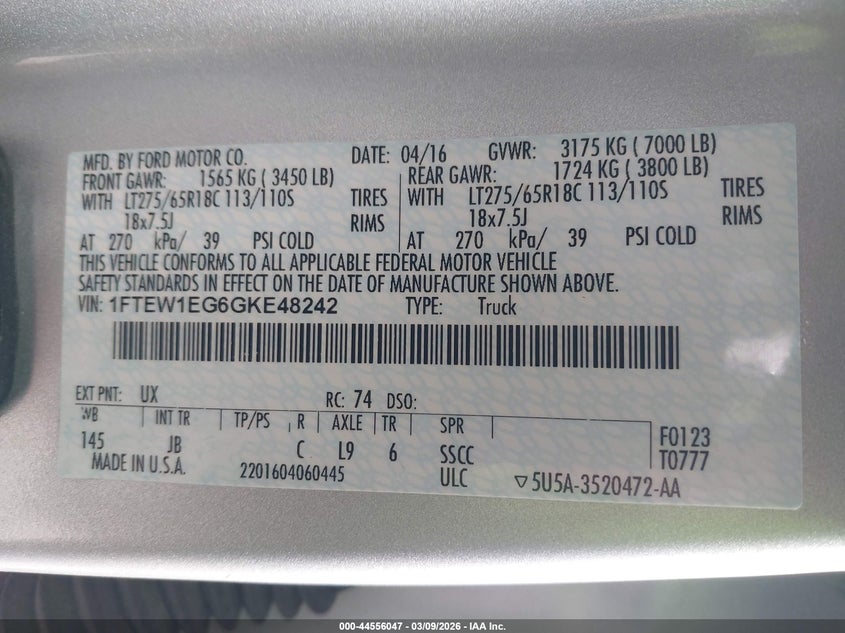 MFD. BY FORD MOTOR CO. DATE: 04/16 GVWR: 3175 KG ( 7000 LB)
FRONT GAWR: 1565 KG ( 3450 LB) REAR GAWR: 1724 KG ( 3800 LB)
WITH LT275/65R18C 113/110S TIRES WITH LT275/65R18C 113/110S TIRES
18x7.5J RIMS 18x7.5J RIMS
AT 270 kPa/ 39 PSI COLD AT 270 kPa/ 39 PSI COLD
THIS VEHICLE CONFORMS TO ALL APPLICABLE FEDERAL MOTOR VEHICLE
SAFETY STANDARDS IN EFFECT ON THE DATE OF MANUFACTURE SHOWN ABOVE.
VIN: 1FTEW1EG6GKE48242 TYPE: Truck
EXT PNT: UX RC: 74 DSO:
WB INT TR TP/PS R AXLE TR SPR
145 JB C L9 6 SSCC F0123
MADE IN U.S.A. 2201604060445 ULC T0777
▽5U5A-3520472-AA
000-44556047 - 03/09/2026 - IAA Inc.